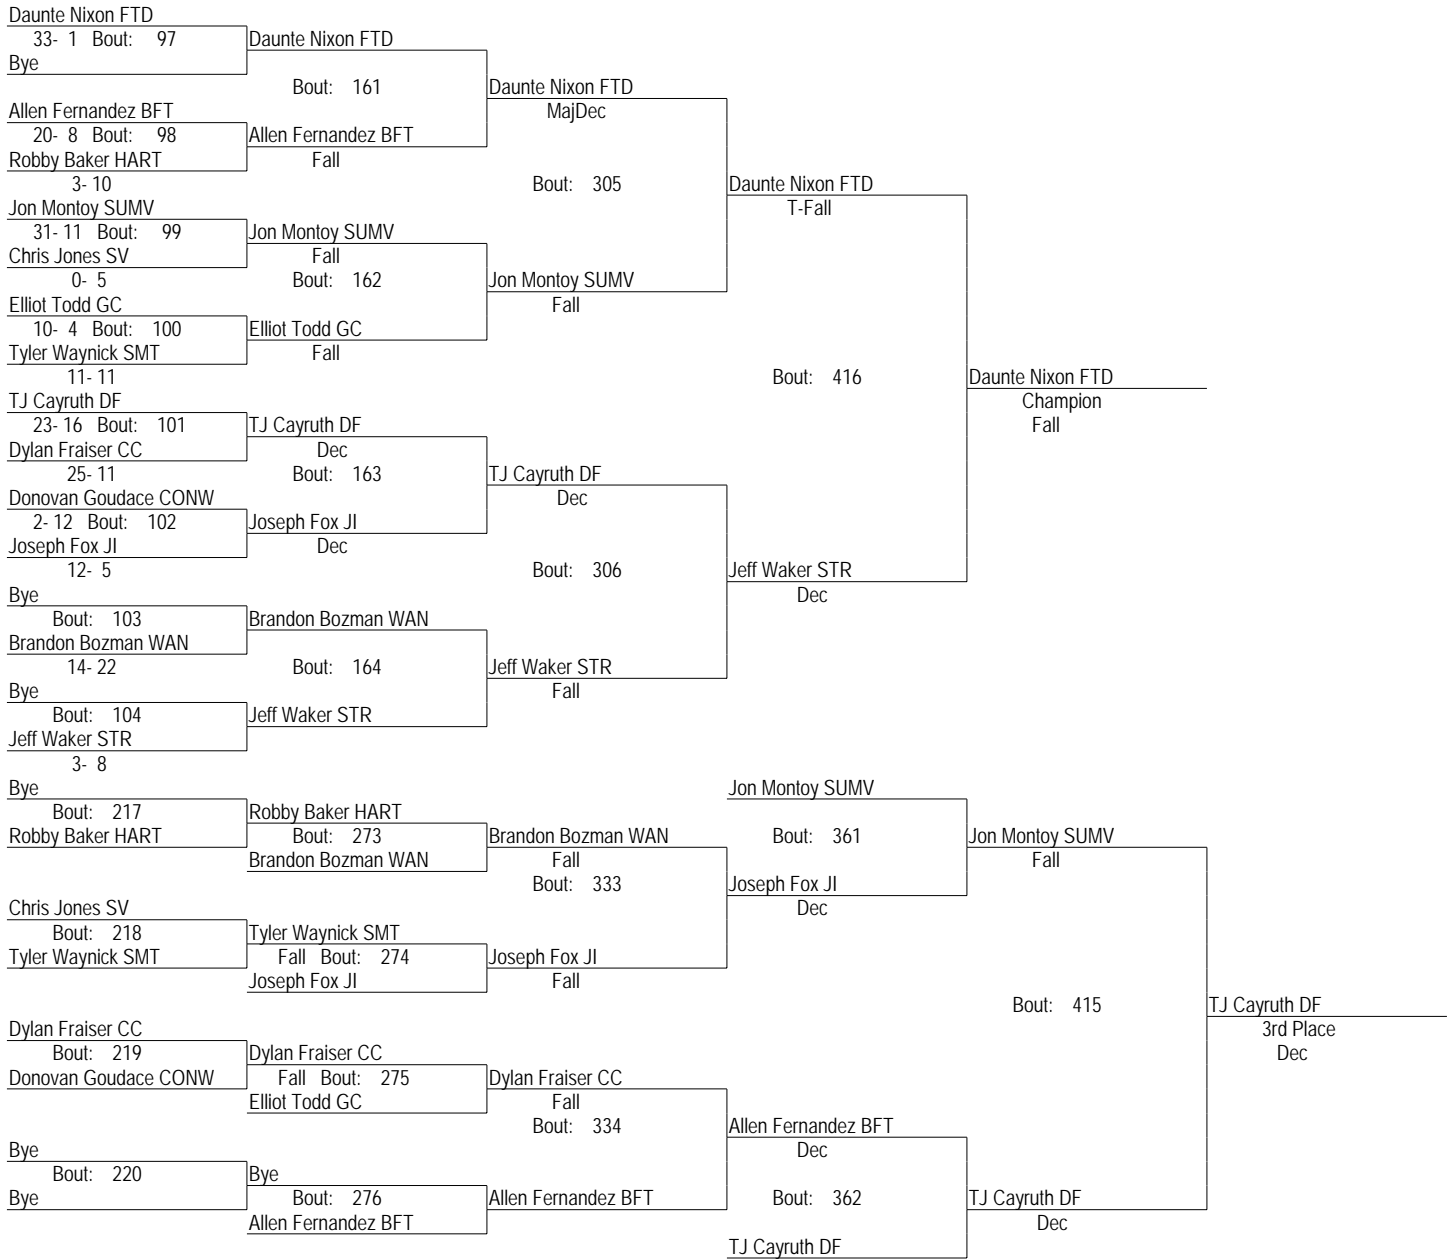 Daunte Nixon FTD
33- 1 Bout: 97
Daunte Nixon FTD
Bye
Bout: 161
Daunte Nixon FTD
Allen Fernandez BFT
MajDec
20- 8 Bout: 98
Allen Fernandez BFT
Robby Baker HART
Fall
3- 10
Bout: 305
Daunte Nixon FTD
Jon Montoy SUMV
T-Fall
31- 11 Bout: 99
Jon Montoy SUMV
Chris Jones SV
Fall
0- 5
Bout: 162
Jon Montoy SUMV
Elliot Todd GC
Fall
10- 4 Bout: 100
Elliot Todd GC
Tyler Waynick SMT
Fall
11- 11
Bout: 416
Daunte Nixon FTD
TJ Cayruth DF
Champion
23- 16 Bout: 101
TJ Cayruth DF
Fall
Dylan Fraiser CC
Dec
25- 11
Bout: 163
TJ Cayruth DF
Donovan Goudace CONW
Dec
2- 12 Bout: 102
Joseph Fox JI
Joseph Fox JI
Dec
12- 5
Bout: 306
Jeff Waker STR
Bye
Dec
Bout: 103
Brandon Bozman WAN
Brandon Bozman WAN
14- 22
Bout: 164
Jeff Waker STR
Bye
Fall
Bout: 104
Jeff Waker STR
Jeff Waker STR
3- 8
Bye
Jon Montoy SUMV
Bout: 217
Robby Baker HART
Robby Baker HART
Bout: 273
Brandon Bozman WAN
Bout: 361
Jon Montoy SUMV
Brandon Bozman WAN
Fall
Fall
Bout: 333
Joseph Fox JI
Chris Jones SV
Dec
Bout: 218
Tyler Waynick SMT
Tyler Waynick SMT
Fall Bout: 274
Joseph Fox JI
Joseph Fox JI
Fall
Bout: 415
TJ Cayruth DF
Dylan Fraiser CC
3rd Place
Bout: 219
Dylan Fraiser CC
Dec
Donovan Goudace CONW
Fall Bout: 275
Dylan Fraiser CC
Elliot Todd GC
Fall
Bout: 334
Allen Fernandez BFT
Bye
Dec
Bout: 220
Bye
Bye
Bout: 276
Allen Fernandez BFT
Bout: 362
TJ Cayruth DF
Allen Fernandez BFT
Dec
TJ Cayruth DF